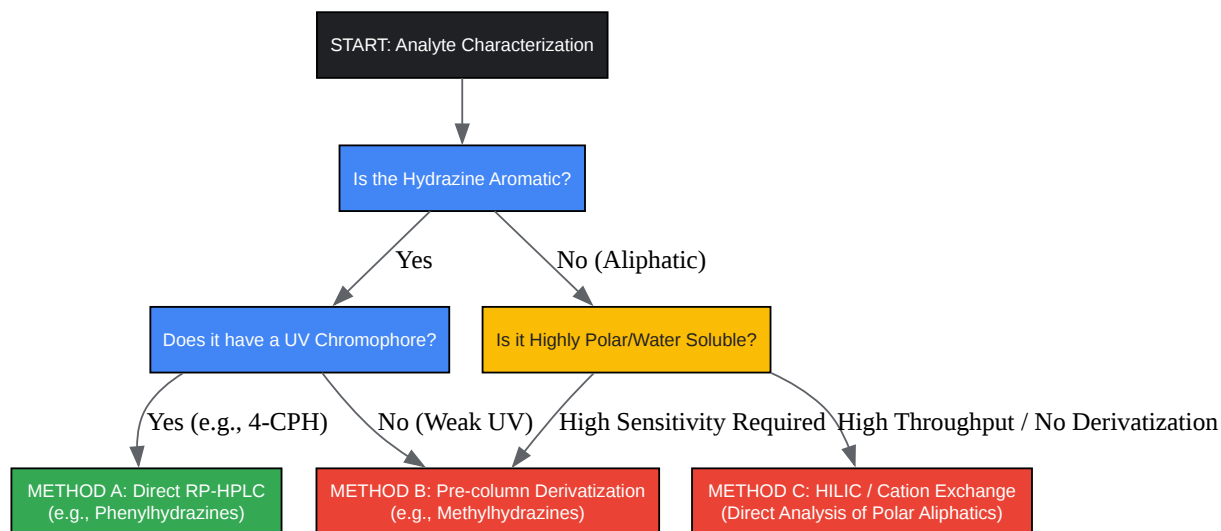 START: Analyte Characterization
Is the Hydrazine Aromatic?
Yes
No (Aliphatic)
Does it have a UV Chromophore?
Is it Highly Polar/Water Soluble?
Yes (e.g., 4-CPH)
No (Weak UV)
High Sensitivity Required
High Throughput / No Derivatization
METHOD A: Direct RP-HPLC
(e.g., Phenylhydrazines)
METHOD B: Pre-column Derivatization
(e.g., Methylhydrazines)
METHOD C: HILIC / Cation Exchange
(Direct Analysis of Polar Aliphatics)